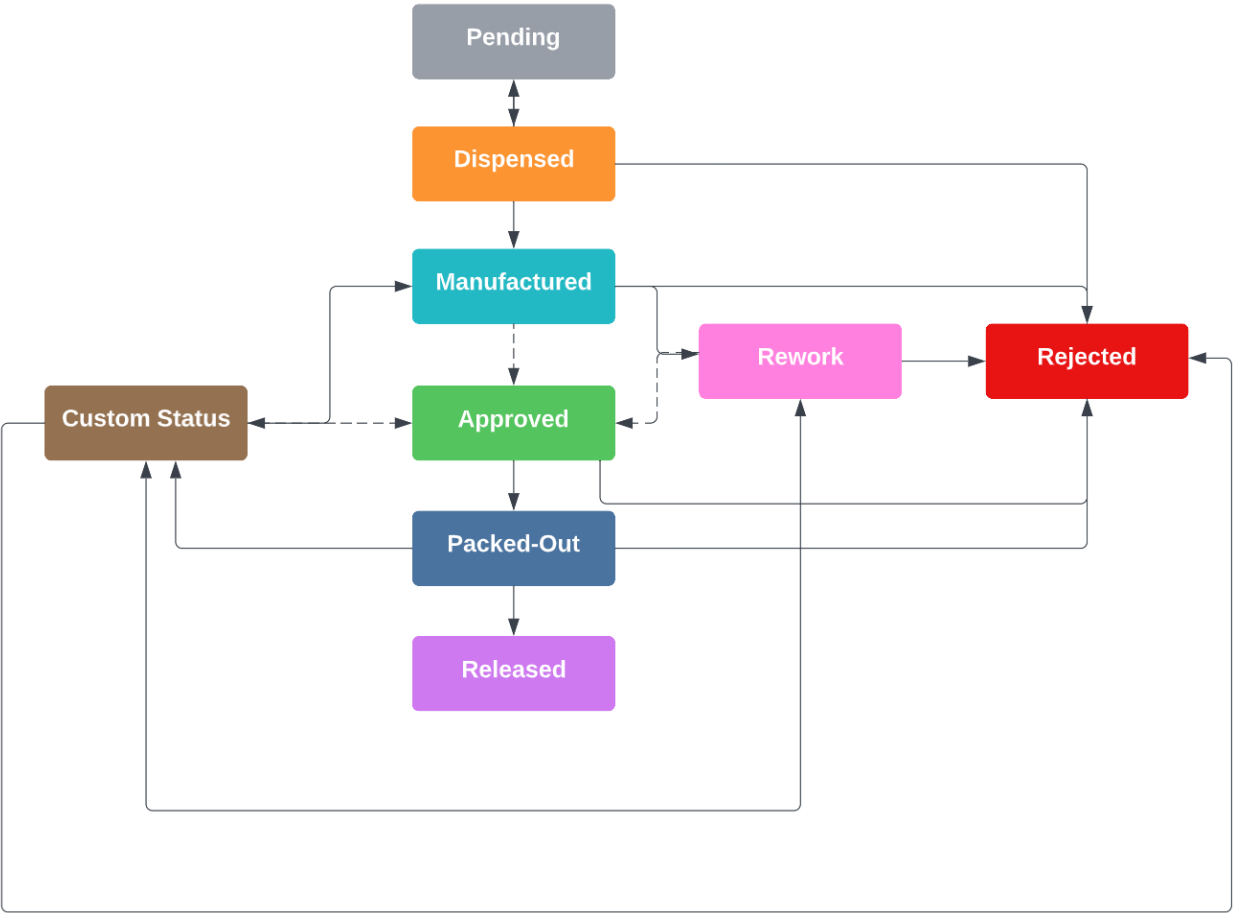 Pending
Dispensed
Manufactured
Rework
Rejected
Custom Status
Approved
Packed-Out
Released